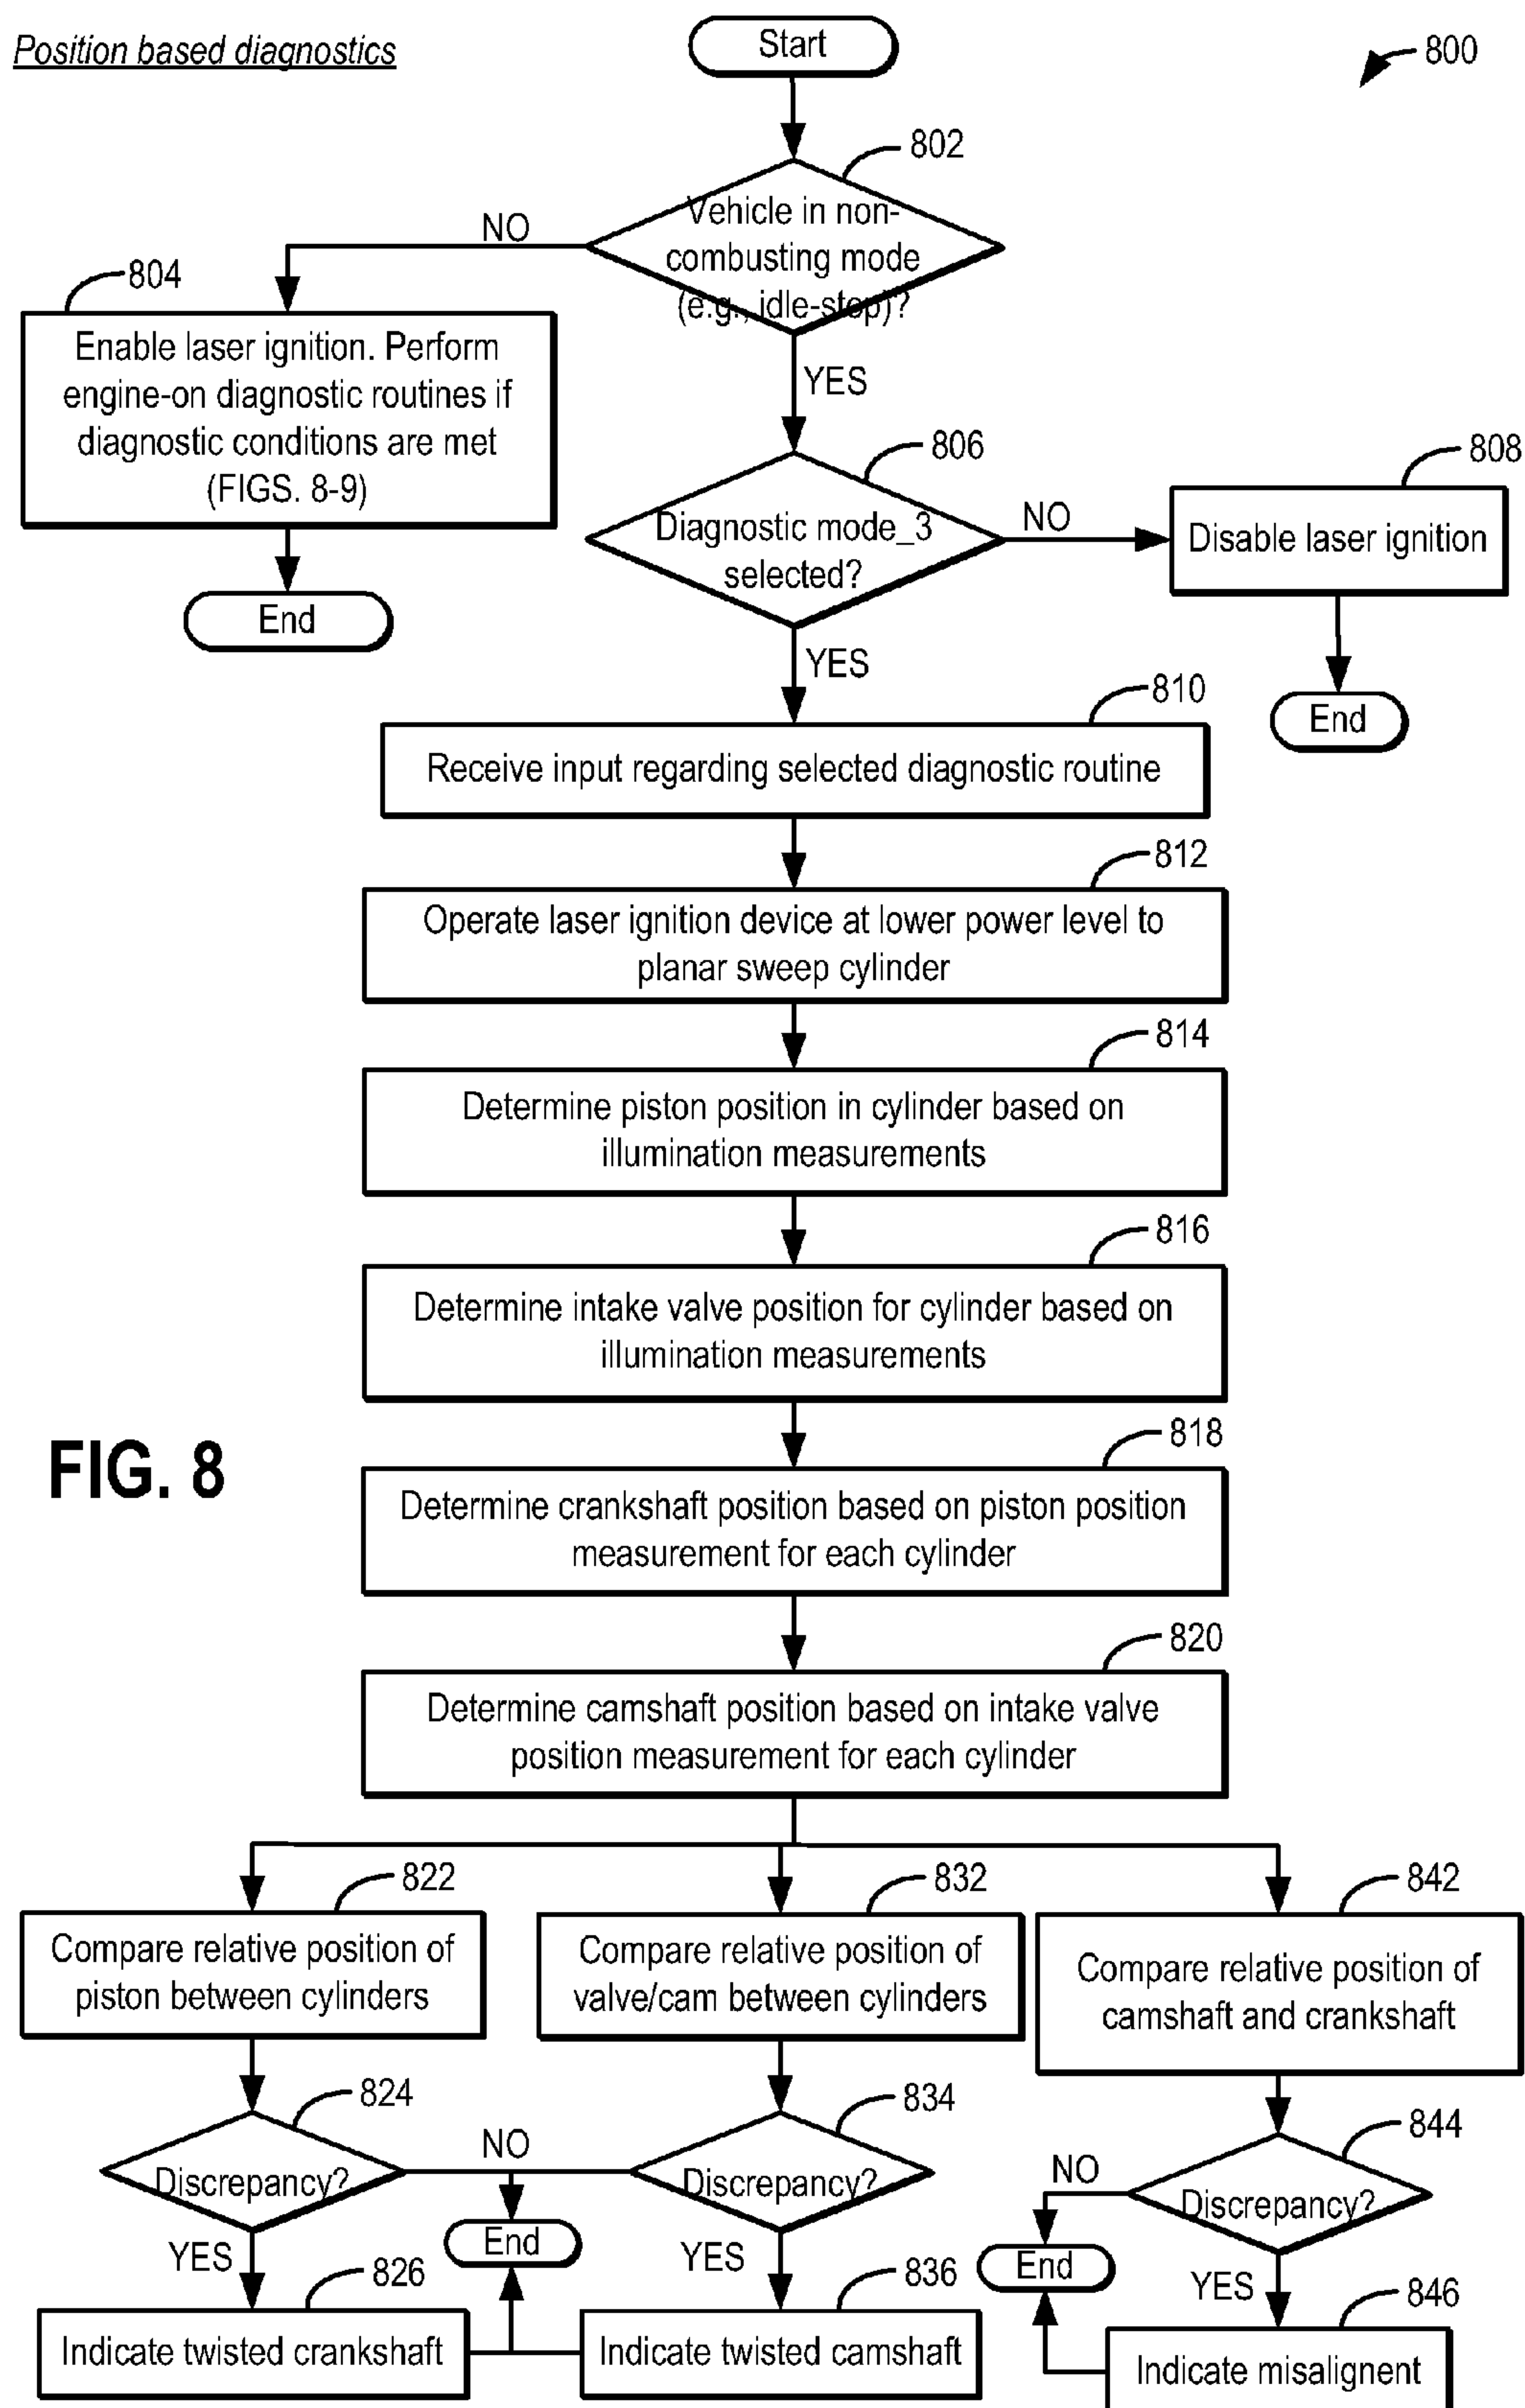 Position based diagnostics
Start
800
802
Vehicle in non-
combusting mode
(e.g., idle-stop)?
NO
YES
804
Enable laser ignition. Perform
engine-on diagnostic routines if
diagnostic conditions are met
(FIGS. 8-9)
End
806
Diagnostic mode_3
selected?
NO
YES
808
Disable laser ignition
End
810
Receive input regarding selected diagnostic routine
812
Operate laser ignition device at lower power level to
planar sweep cylinder
814
Determine piston position in cylinder based on
illumination measurements
816
Determine intake valve position for cylinder based on
illumination measurements
FIG. 8
818
Determine crankshaft position based on piston position
measurement for each cylinder
820
Determine camshaft position based on intake valve
position measurement for each cylinder
822
Compare relative position of
piston between cylinders
832
Compare relative position of
valve/cam between cylinders
842
Compare relative position of
camshaft and crankshaft
824
Discrepancy?
NO
834
Discrepancy?
844
Discrepancy?
NO
End
End
YES
YES
YES
826
Indicate twisted crankshaft
836
Indicate twisted camshaft
846
Indicate misalignent